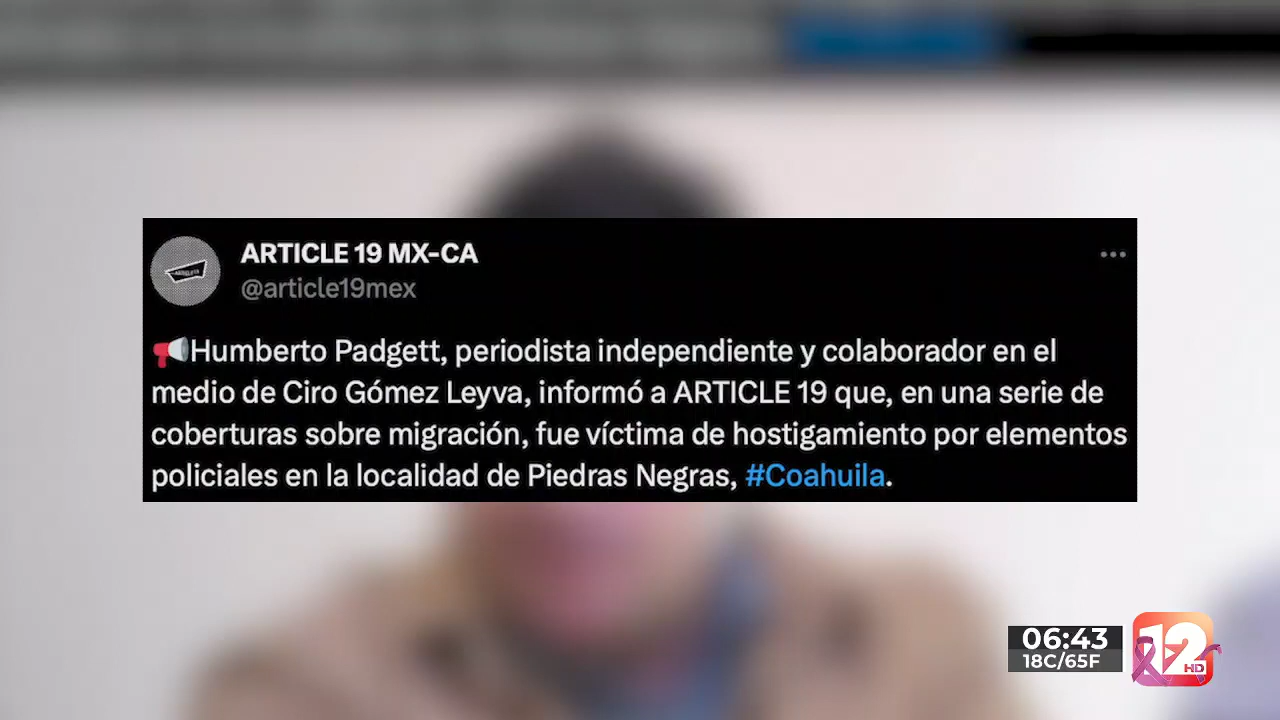 ARTICLE 19 MX-CA
@article19mex
Humberto Padgett, periodista independiente y colaborador en el
medio de Ciro Gómez Leyva, informó a ARTICLE 19 que, en una serie de
coberturas sobre migración, fue víctima de hostigamiento por elementos
policiales en la localidad de Piedras Negras, #Coahuila.
06:43
18C/65F
12
HD